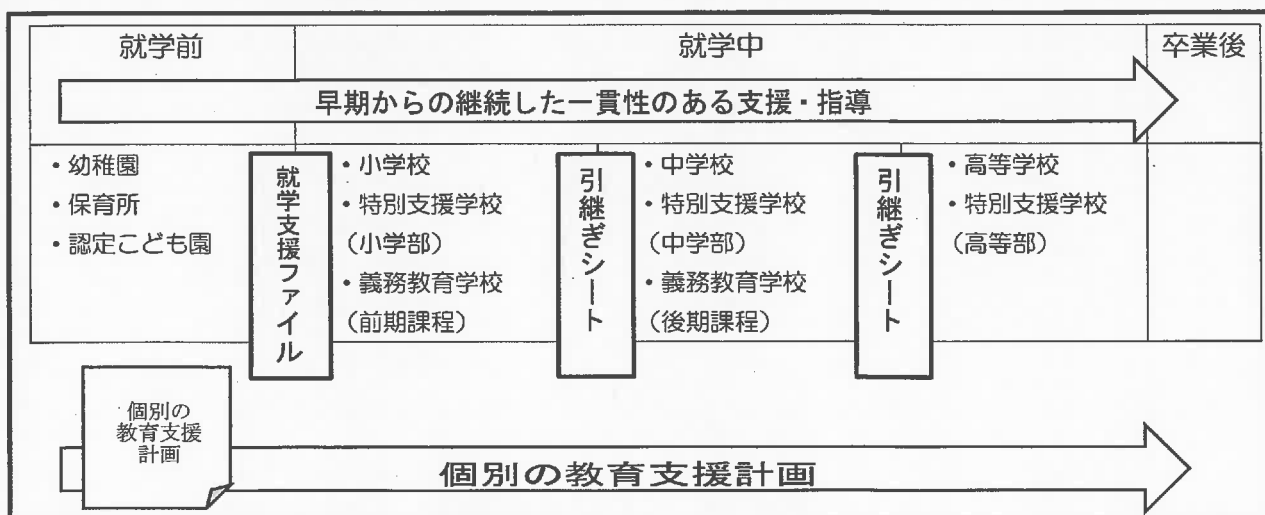 就学前
就学中
卒業後
早期からの継続した一貫性のある支援・指導
・幼稚園
・保育所
・認定こども園
就学支援ファイル
・小学校
・特別支援学校
(小学部)
・義務教育学校
(前期課程)
引継ぎシート
・中学校
・特別支援学校
(中学部)
・義務教育学校
(後期課程)
引継ぎシート
・高等学校
・特別支援学校
(高等部)
個別の
教育支援
計画
個別の教育支援計画